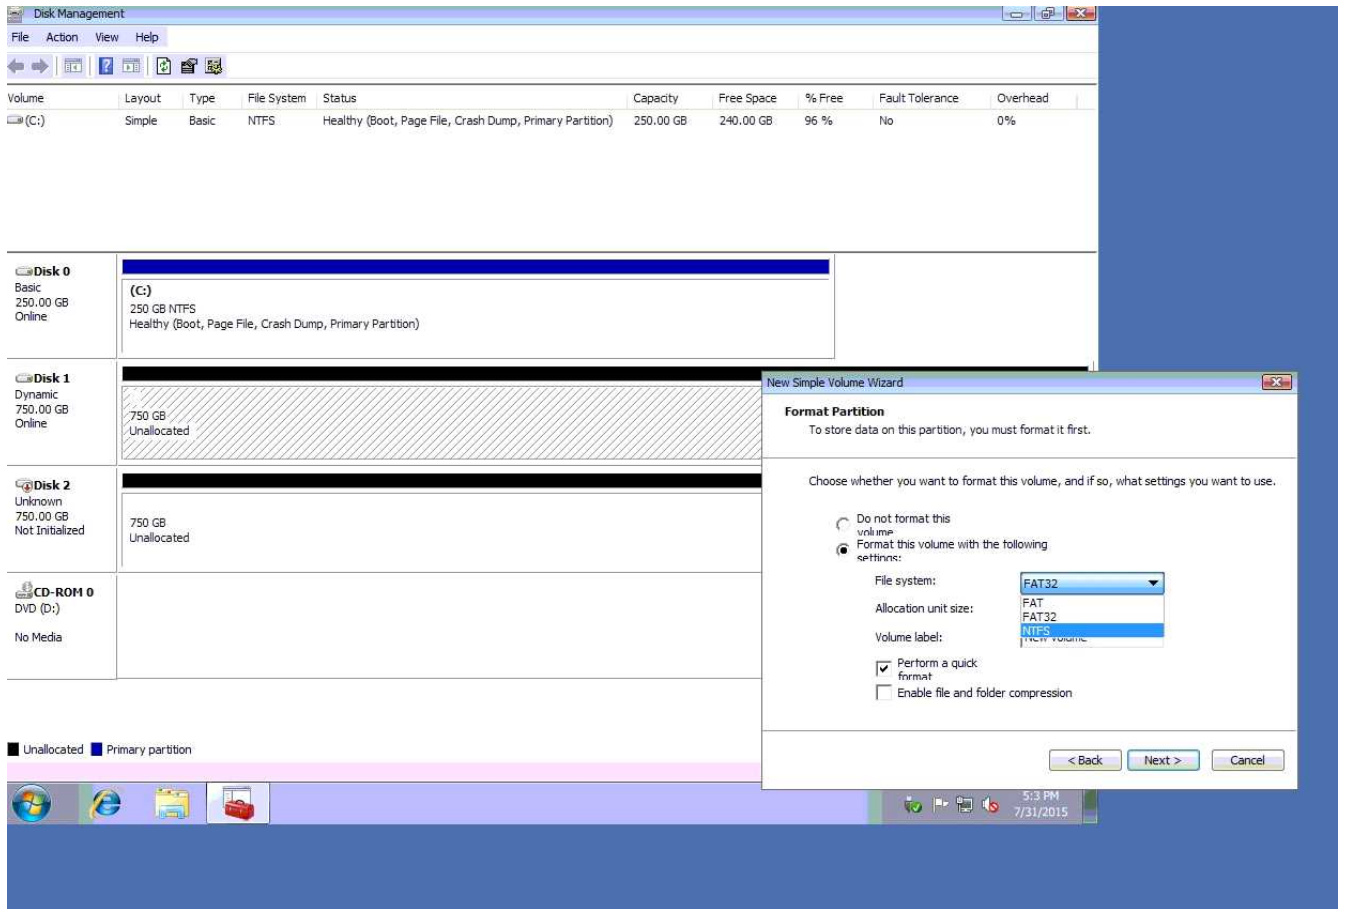 Disk Management
File Action View Help
Volume Layout Type File System Status Capacity Free Space % Free Fault Tolerance Overhead
(C:) Simple Basic NTFS Healthy (Boot, Page File, Crash Dump, Primary Partition) 250.00 GB 240.00 GB 96 % No 0%
Disk 0
Basic
250.00 GB
Online
(C:)
250 GB NTFS
Healthy (Boot, Page File, Crash Dump, Primary Partition)
Disk 1
Dynamic
750.00 GB
Online
750 GB
Unallocated
Disk 2
Unknown
750.00 GB
Not Initialized
750 GB
Unallocated
CD-ROM 0
DVD (D:)
No Media
Unallocated Primary partition
New Simple Volume Wizard
Format Partition
To store data on this partition, you must format it first.
Choose whether you want to format this volume, and if so, what settings you want to use.
Do not format this
volume
Format this volume with the following
settings:
File system: FAT32
FAT
Allocation unit size: FAT32
NTFS
Volume label: New volume
Perform a quick
format
Enable file and folder compression
< Back Next > Cancel
5:3 PM
7/31/2015